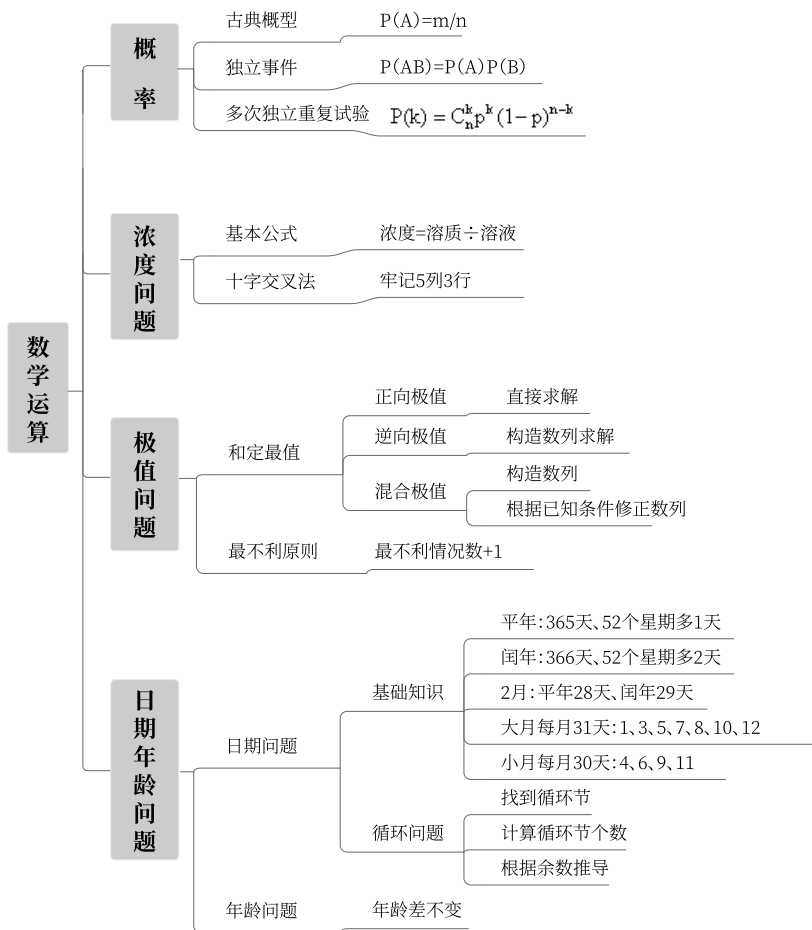 数学运算
概率
古典概型
P(A)=m/n
独立事件
P(AB)=P(A)P(B)
多次独立重复试验
P(k) = C_n^k p^k (1-p)^{n-k}
浓度问题
基本公式
浓度=溶质÷溶液
十字交叉法
牢记5列3行
极值问题
和定最值
正向极值
直接求解
逆向极值
构造数列求解
混合极值
构造数列
根据已知条件修正数列
最不利原则
最不利情况数+1
日期年龄问题
日期问题
基础知识
平年:365天、52个星期多1天
闰年:366天、52个星期多2天
2月:平年28天、闰年29天
大月每月31天:1、3、5、7、8、10、12
小月每月30天:4、6、9、11
循环问题
找到循环节
计算循环节个数
根据余数推导
年龄问题
年龄差不变